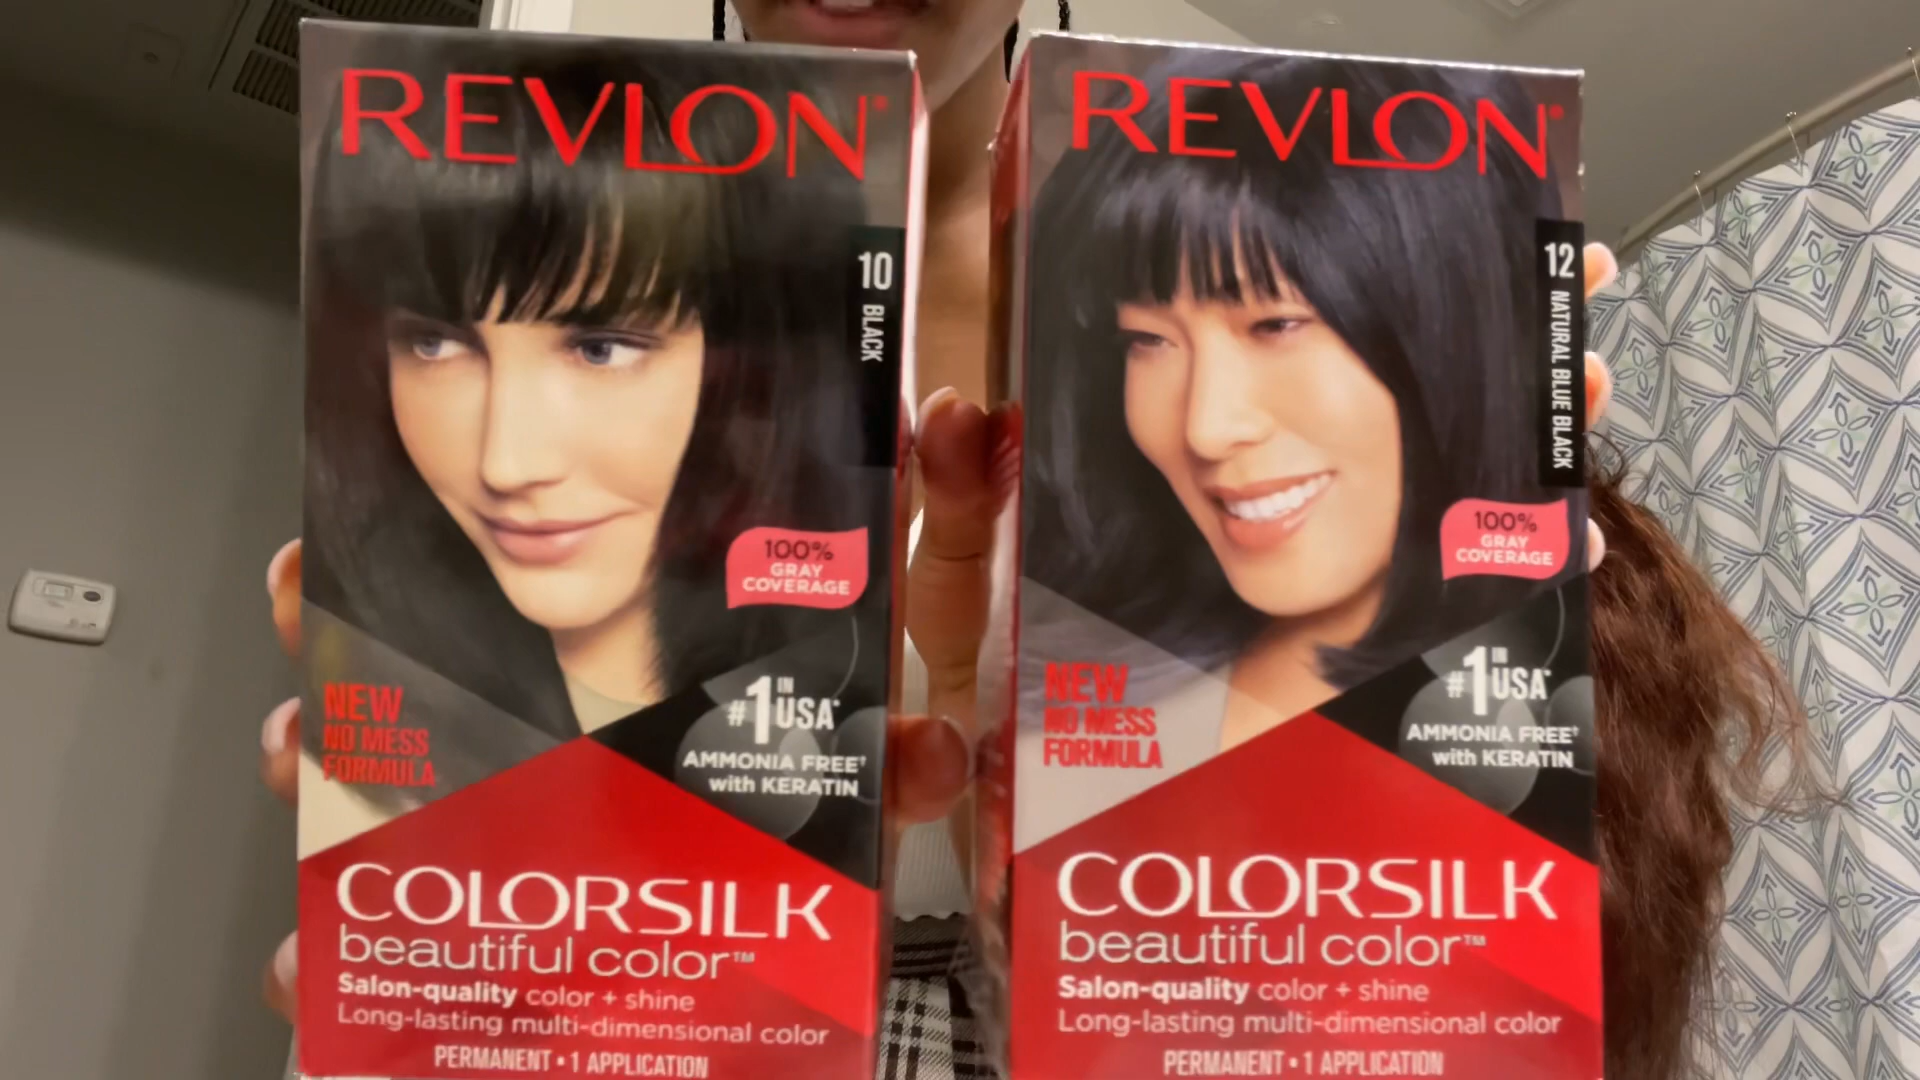 REVLON®
10 BLACK
100%
GRAY
COVERAGE
NEW
NO MESS
FORMULA
#1 IN USA*
AMMONIA FREE†
with KERATIN
COLORSILK
beautiful color™
Salon-quality color + shine
Long-lasting multi-dimensional color
PERMANENT • 1 APPLICATION
REVLON®
12 NATURAL BLUE BLACK
100%
GRAY
COVERAGE
NEW
NO MESS
FORMULA
#1 IN USA*
AMMONIA FREE†
with KERATIN
COLORSILK
beautiful color™
Salon-quality color + shine
Long-lasting multi-dimensional color
PERMANENT • 1 APPLICATION